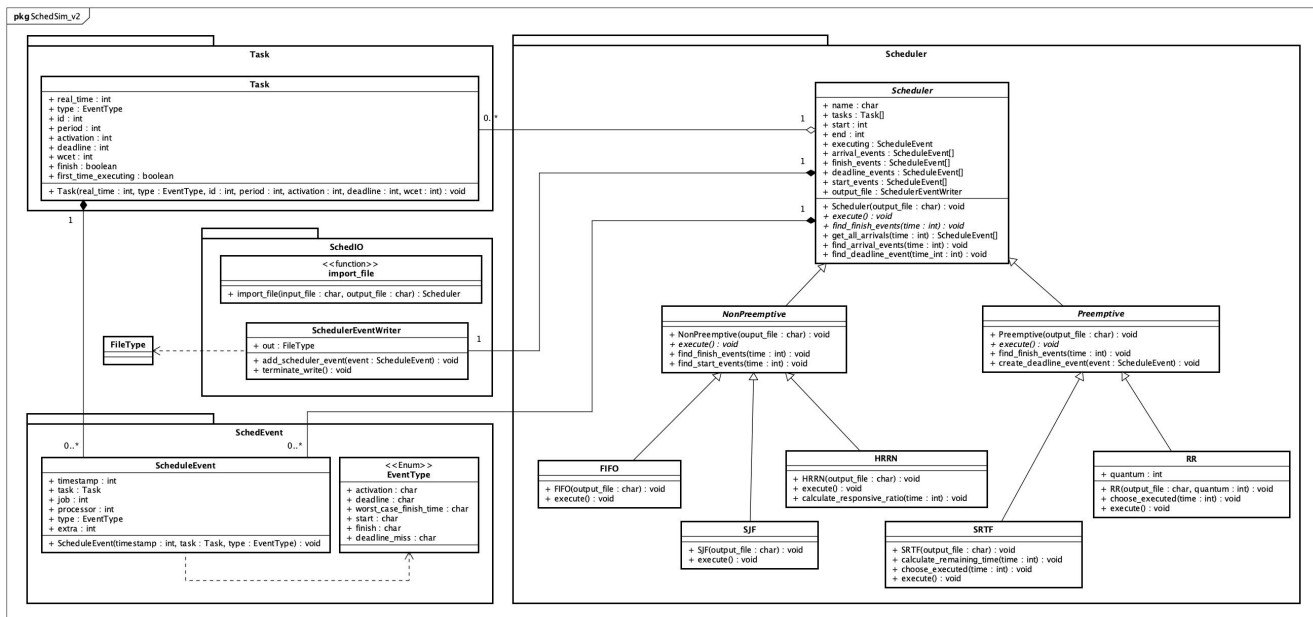 pkg SchedSim_v2
Task
Task
+ real_time : int
+ type : EventType
+ id : int
+ period : int
+ activation : int
+ deadline : int
+ wcet : int
+ finish : boolean
+ first_time_executing : boolean
+ Task(real_time : int, type : EventType, id : int, period : int, activation : int, deadline : int, wcet : int) : void
1
0..*
SchedIO
<<function>>
import_file
+ import_file(input_file : char, output_file : char) : Scheduler
SchedulerEventWriter
+ out : FileType
+ add_scheduler_event(event : ScheduleEvent) : void
+ terminate_write() : void
1
FileType
SchedEvent
0..*
0..*
ScheduleEvent
+ timestamp : int
+ task : Task
+ job : int
+ processor : int
+ type : EventType
+ extra : int
+ ScheduleEvent(timestamp : int, task : Task, type : EventType) : void
<<Enum>>
EventType
+ activation : char
+ deadline : char
+ worst_case_finish_time : char
+ start : char
+ finish : char
+ deadline_miss : char
Scheduler
1
1
1
Scheduler
+ name : char
+ tasks : Task[]
+ start : int
+ end : int
+ executing : ScheduleEvent
+ arrival_events : ScheduleEvent[]
+ finish_events : ScheduleEvent[]
+ deadline_events : ScheduleEvent[]
+ start_events : ScheduleEvent[]
+ output_file : SchedulerEventWriter
+ Scheduler(output_file : char) : void
+ execute() : void
+ find_finish_events(time : int) : void
+ get_all_arrivals(time : int) : ScheduleEvent[]
+ find_arrival_events(time : int) : void
+ find_deadline_event(time_int : int) : void
NonPreemptive
+ NonPreemptive(ouput_file : char) : void
+ execute() : void
+ find_finish_events(time : int) : void
+ find_start_events(time : int) : void
Preemptive
+ Preemptive(output_file : char) : void
+ execute() : void
+ find_finish_events(time : int) : void
+ create_deadline_event(event : ScheduleEvent) : void
FIFO
+ FIFO(output_file : char) : void
+ execute() : void
SJF
+ SJF(output_file : char) : void
+ execute() : void
HRRN
+ HRRN(output_file : char) : void
+ execute() : void
+ calculate_responsive_ratio(time : int) : void
SRTF
+ SRTF(output_file : char) : void
+ calculate_remaining_time(time : int) : void
+ choose_executed(time : int) : void
+ execute() : void
RR
+ quantum : int
+ RR(output_file : char, quantum : int) : void
+ choose_executed(time : int) : void
+ execute() : void